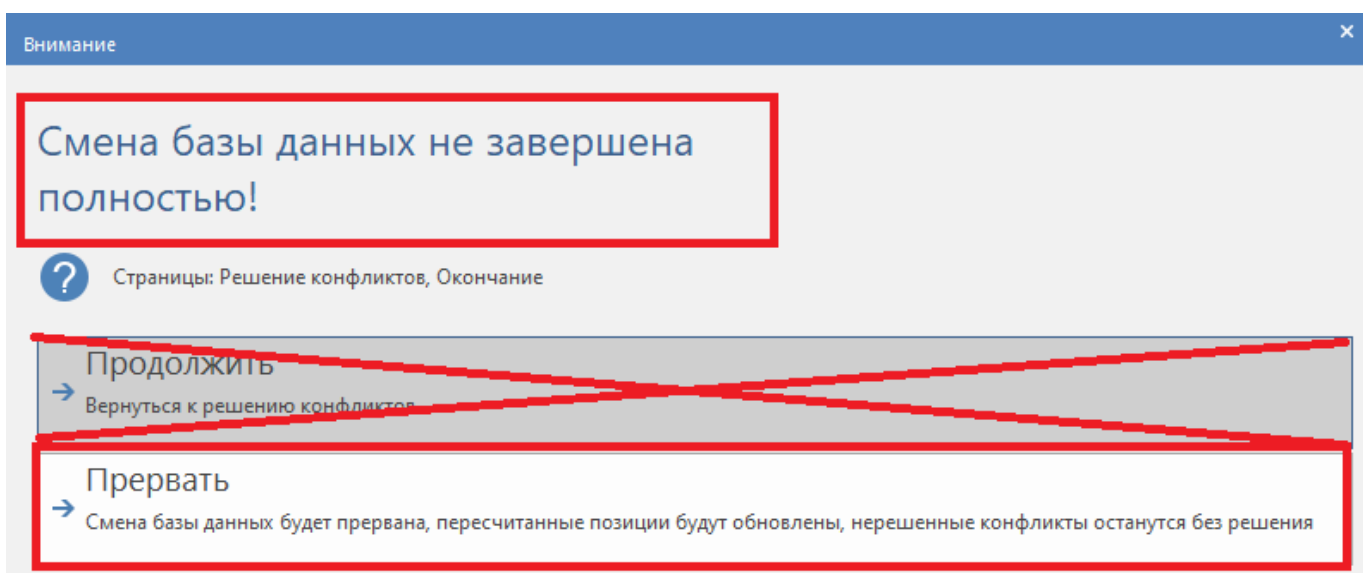 Внимание
Смена базы данных не завершена
полностью!
Страницы: Решение конфликтов, Окончание
Продолжить
Вернуться к решению конфликтов
Прервать
Смена базы данных будет прервана, пересчитанные позиции будут обновлены, нерешенные конфликты останутся без решения